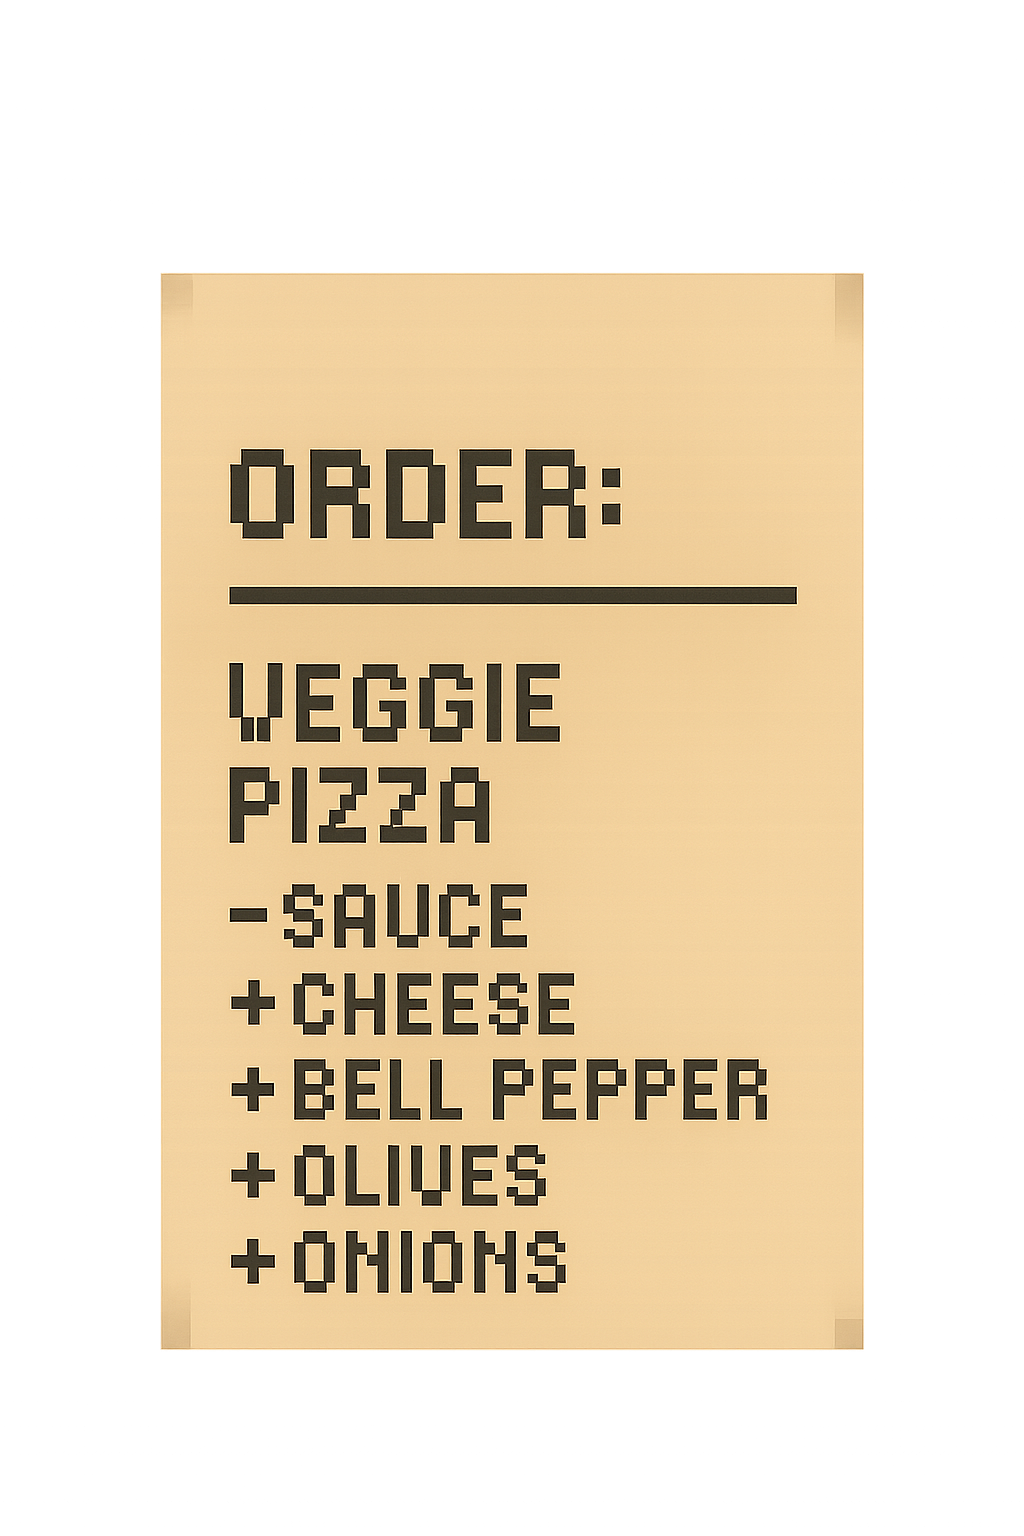 ORDER:
VEGGIE
PIZZA
-SAUCE
+CHEESE
+BELL PEPPER
+OLIVES
+ONIONS